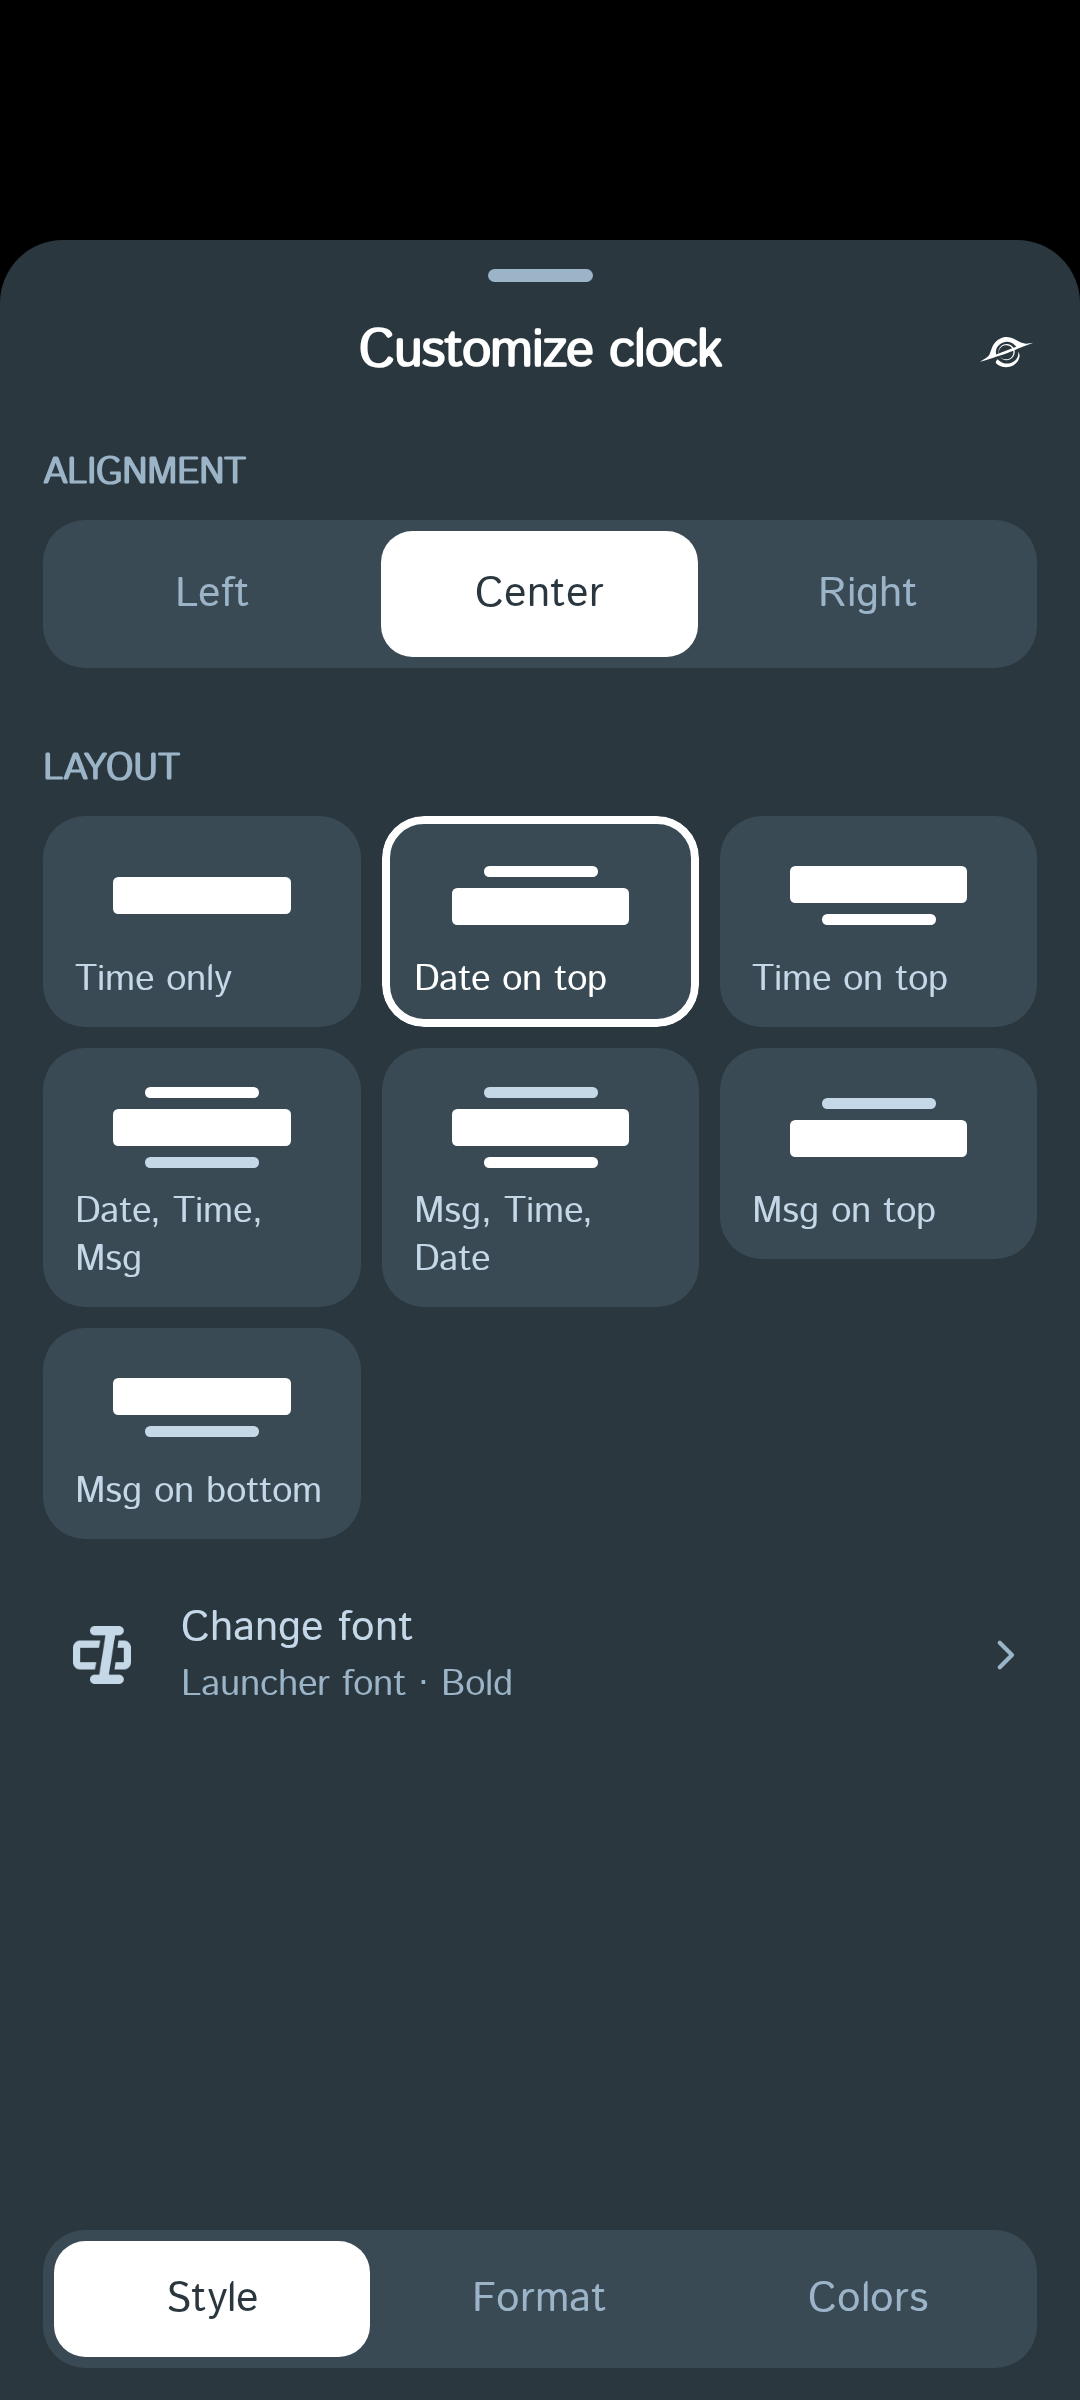 Customize clock
ALIGNMENT
Left
Center
Right
LAYOUT
Time only
Date on top
Time on top
Date, Time,
Msg
Msg, Time,
Date
Msg on top
Msg on bottom
Change font
Launcher font · Bold
Style
Format
Colors